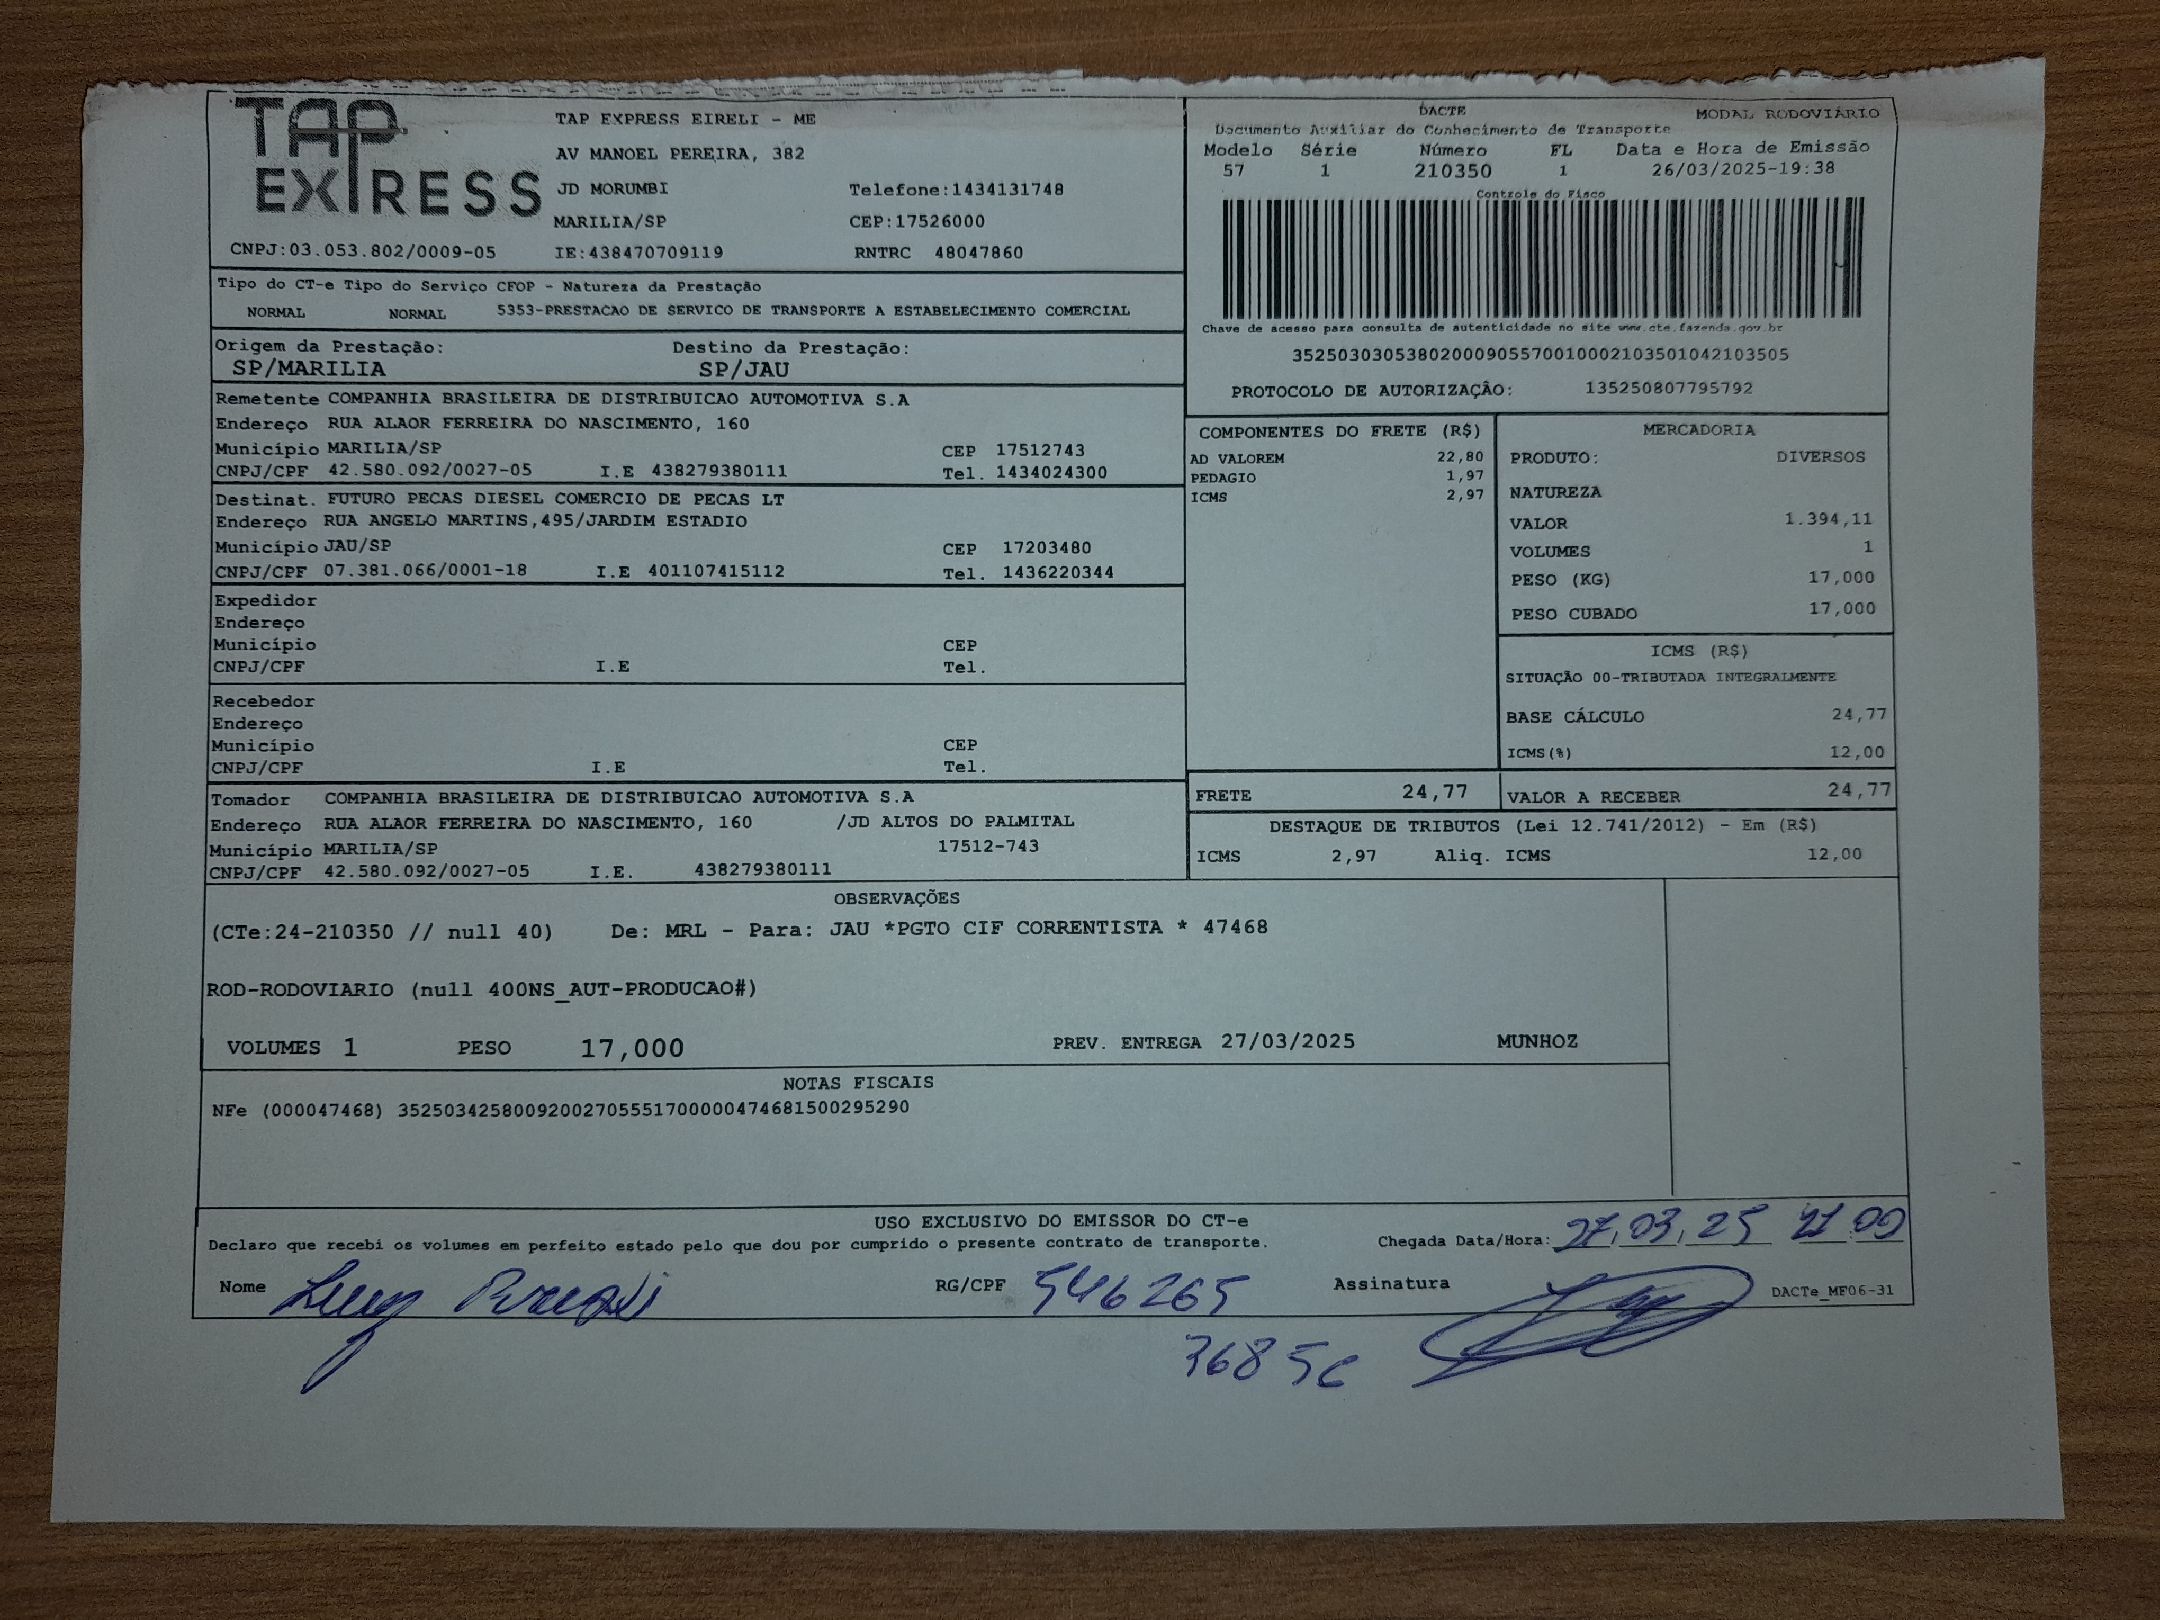 TAP EXPRESS
TAP EXPRESS EIRELI - ME
AV MANOEL PEREIRA, 382
JD MORUMBI Telefone:1434131748
MARILIA/SP CEP:17526000
CNPJ:03.053.802/0009-05 IE:438470709119 RNTRC 48047860
DACTE MODAL RODOVIÁRIO
Documento Auxiliar do Conhecimento de Transporte
Modelo Série Número FL Data e Hora de Emissão
57 1 210350 1 26/03/2025-19:38
Controle do Fisco
Chave de acesso para consulta de autenticidade no site www.cte.fazenda.gov.br
35250303053802000905570010002103501042103505
PROTOCOLO DE AUTORIZAÇÃO: 135250807795792
Tipo do CT-e Tipo do Serviço CFOP - Natureza da Prestação
NORMAL NORMAL 5353-PRESTACAO DE SERVICO DE TRANSPORTE A ESTABELECIMENTO COMERCIAL
Origem da Prestação: Destino da Prestação:
SP/MARILIA SP/JAU
Remetente COMPANHIA BRASILEIRA DE DISTRIBUICAO AUTOMOTIVA S.A
Endereço RUA ALAOR FERREIRA DO NASCIMENTO, 160
Município MARILIA/SP CEP 17512743
CNPJ/CPF 42.580.092/0027-05 I.E 438279380111 Tel. 1434024300
Destinat. FUTURO PECAS DIESEL COMERCIO DE PECAS LT
Endereço RUA ANGELO MARTINS,495/JARDIM ESTADIO
Município JAU/SP CEP 17203480
CNPJ/CPF 07.381.066/0001-18 I.E 401107415112 Tel. 1436220344
Expedidor
Endereço
Município CEP
CNPJ/CPF I.E Tel.
Recebedor
Endereço
Município CEP
CNPJ/CPF I.E Tel.
Tomador COMPANHIA BRASILEIRA DE DISTRIBUICAO AUTOMOTIVA S.A
Endereço RUA ALAOR FERREIRA DO NASCIMENTO, 160 /JD ALTOS DO PALMITAL
Município MARILIA/SP 17512-743
CNPJ/CPF 42.580.092/0027-05 I.E. 438279380111
COMPONENTES DO FRETE (R$)
AD VALOREM 22,80
PEDAGIO 1,97
ICMS 2,97
MERCADORIA
PRODUTO: DIVERSOS
NATUREZA
VALOR 1.394,11
VOLUMES 1
PESO (KG) 17,000
PESO CUBADO 17,000
ICMS (R$)
SITUAÇÃO 00-TRIBUTADA INTEGRALMENTE
BASE CÁLCULO 24,77
ICMS(%) 12,00
FRETE 24,77 VALOR A RECEBER 24,77
DESTAQUE DE TRIBUTOS (Lei 12.741/2012) - Em (R$)
ICMS 2,97 Aliq. ICMS 12,00
OBSERVAÇÕES
(CTe:24-210350 // null 40) De: MRL - Para: JAU *PGTO CIF CORRENTISTA * 47468
ROD-RODOVIARIO (null 400NS_AUT-PRODUCAO#)
VOLUMES 1 PESO 17,000 PREV. ENTREGA 27/03/2025 MUNHOZ
NOTAS FISCAIS
NFe (000047468) 35250342580092002705551700000474681500295290
USO EXCLUSIVO DO EMISSOR DO CT-e
Declaro que recebi os volumes em perfeito estado pelo que dou por cumprido o presente contrato de transporte. Chegada Data/Hora: 27.03.25
Nome RG/CPF 546265 Assinatura DACTe_MF06-31